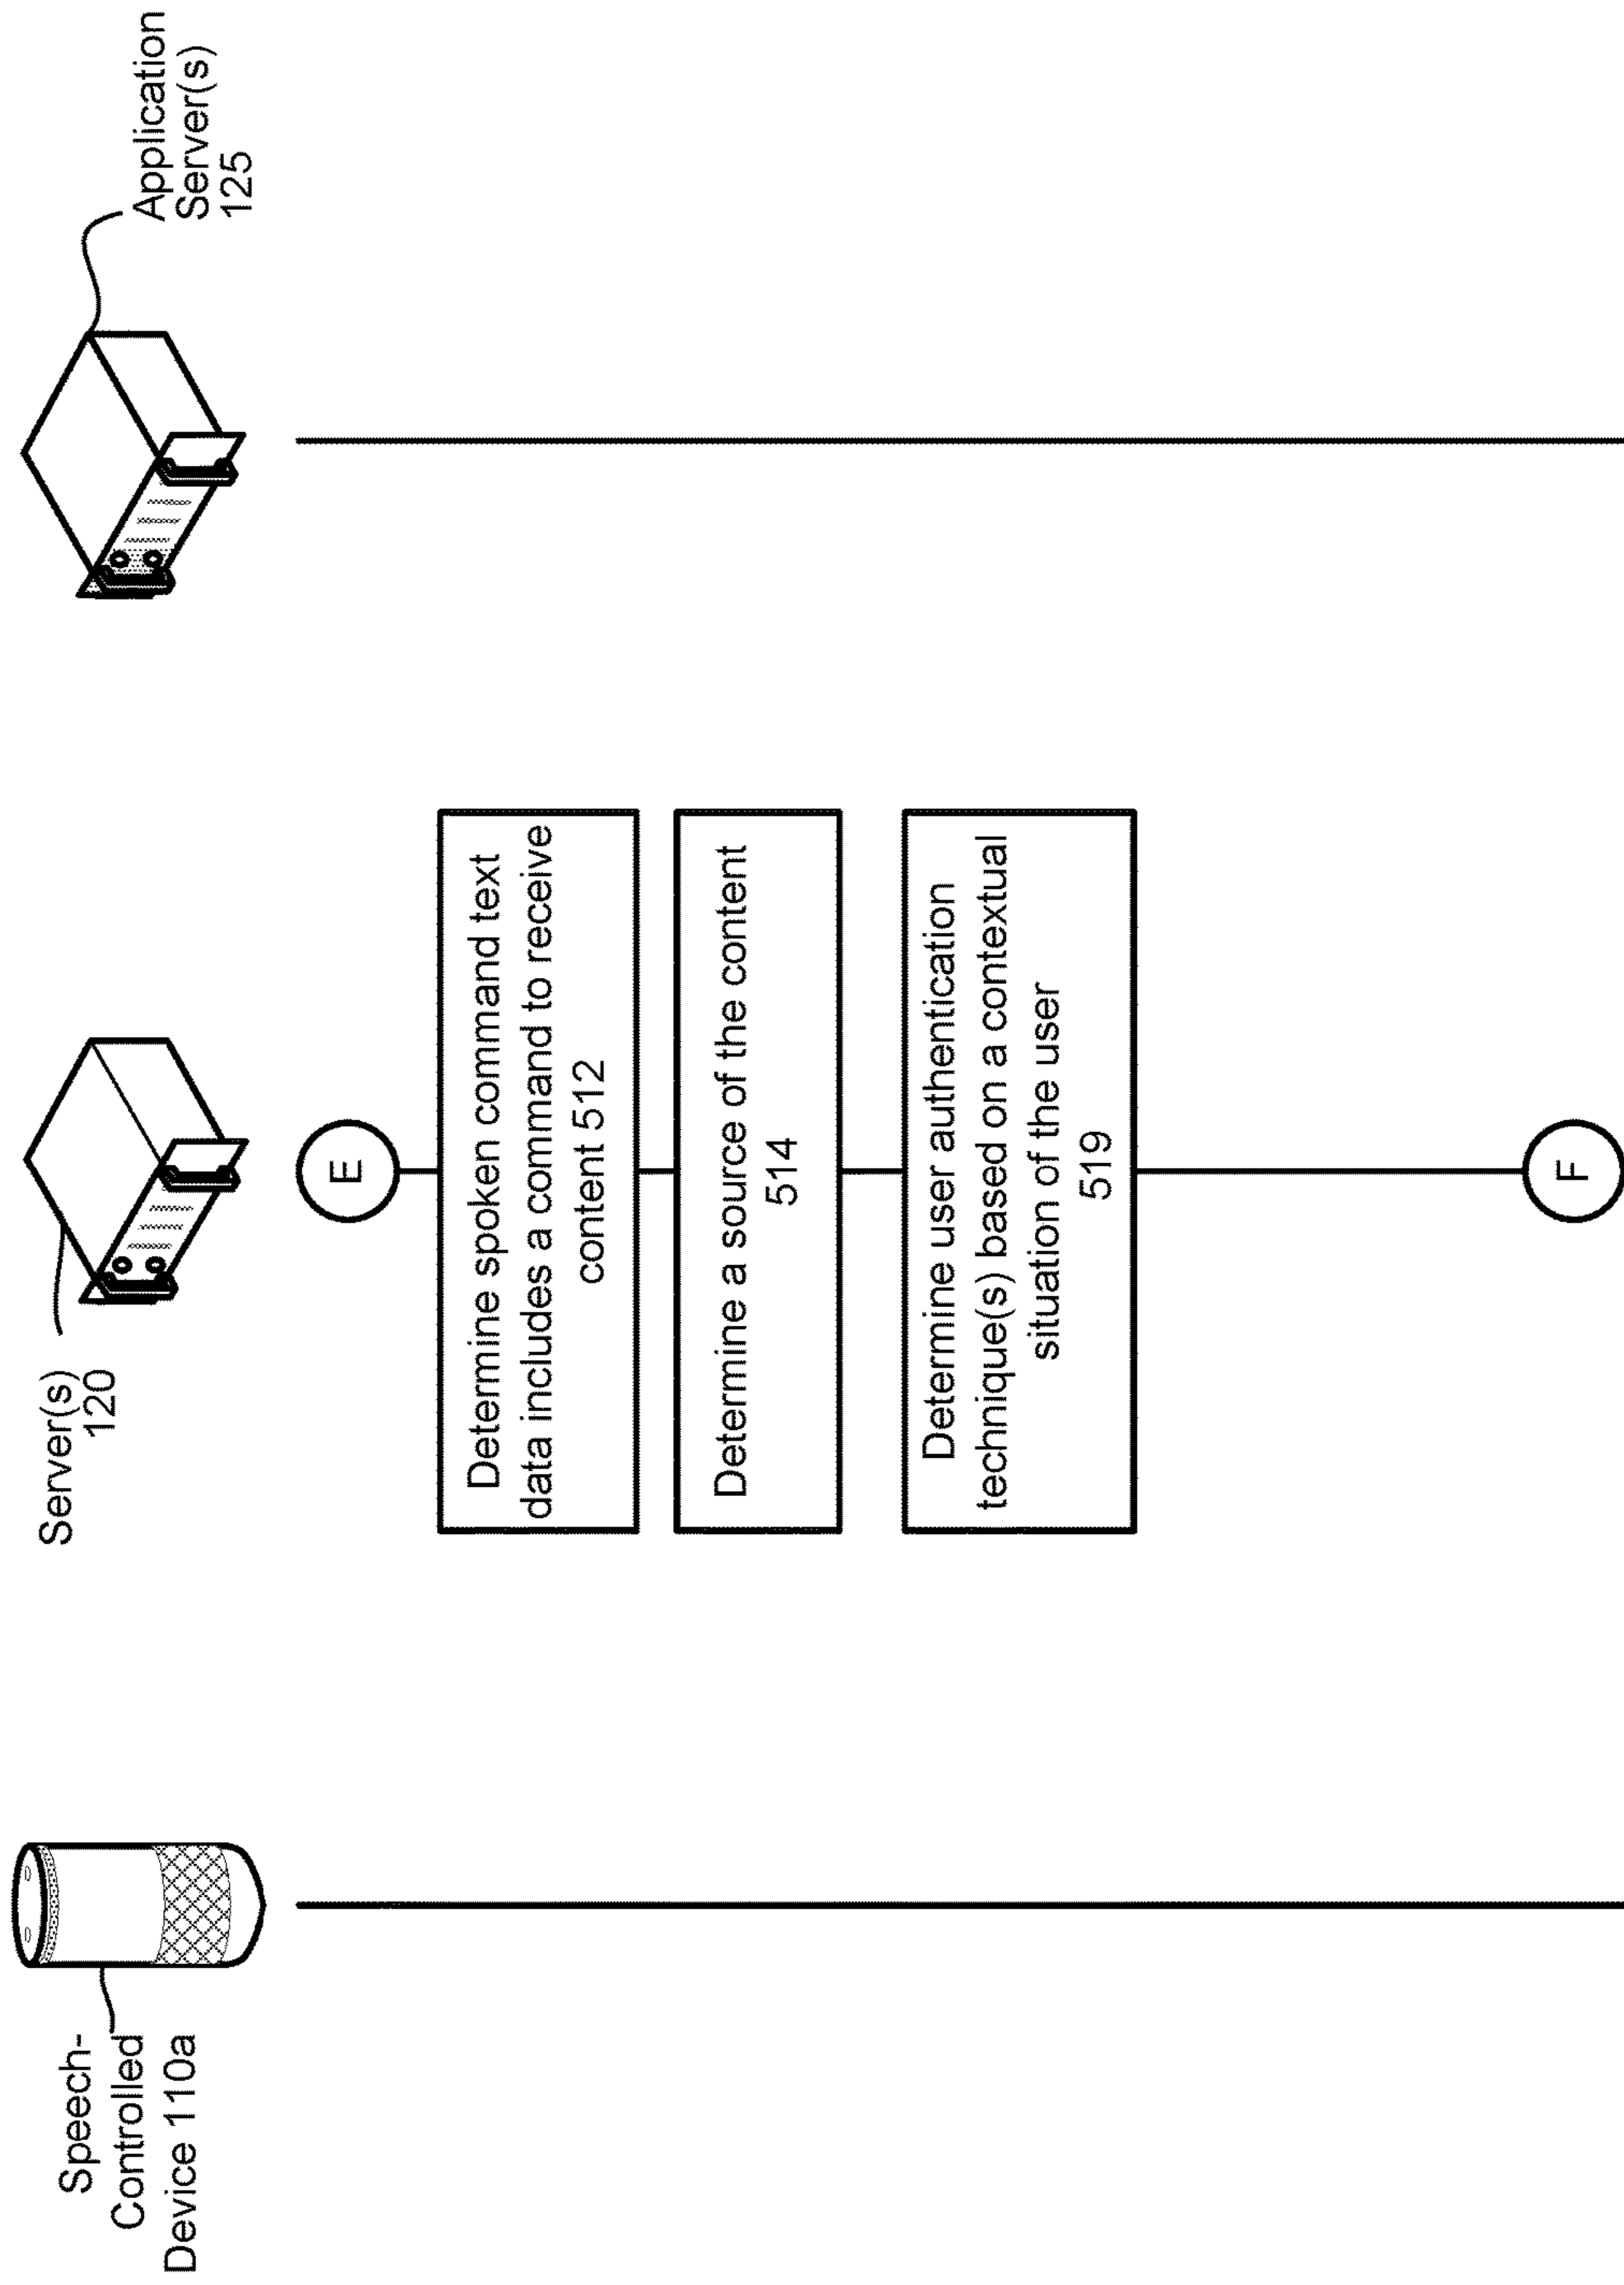 Speech-
Controlled
Device 110a
Server(s)
120
Application
Server(s)
125
E
Determine spoken command text
data includes a command to receive
content 512
Determine a source of the content
514
Determine user authentication
technique(s) based on a contextual
situation of the user
519
F